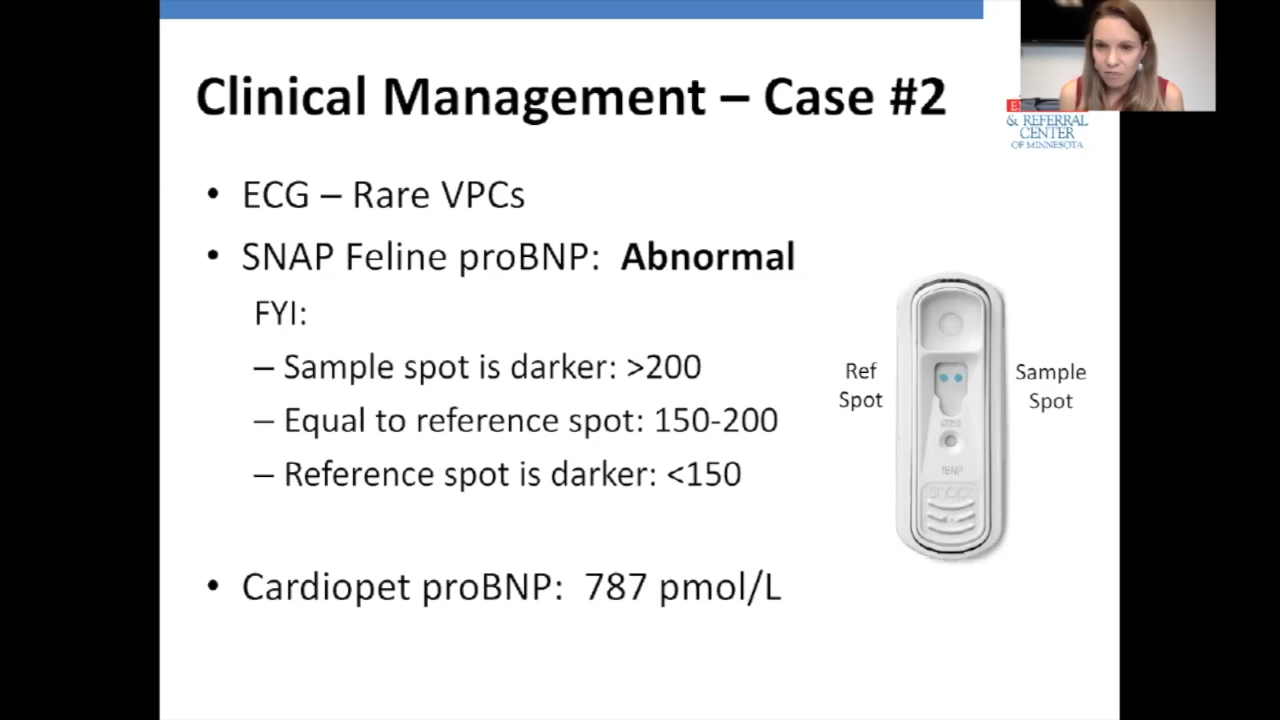 Clinical Management – Case #2
& REFERRAL
CENTER
OF MINNESOTA
• ECG – Rare VPCs
• SNAP Feline proBNP: Abnormal
FYI:
– Sample spot is darker: >200
– Equal to reference spot: 150-200
– Reference spot is darker: <150
Ref
Spot
Sample
Spot
fBNP
snap
• Cardiopet proBNP: 787 pmol/L